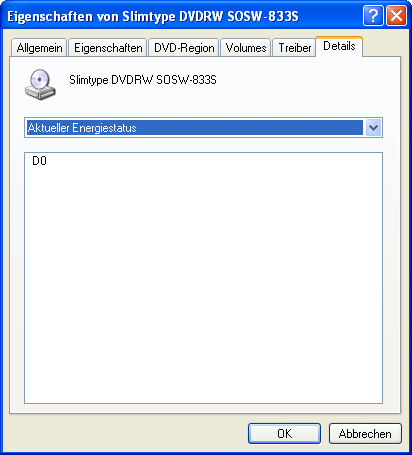 Eigenschaften von Slimtype DVDRW SOSW-833S
Allgemein Eigenschaften DVD-Region Volumes Treiber Details
Slimtype DVDRW SOSW-833S
Aktueller Energiestatus
D0
OK Abbrechen